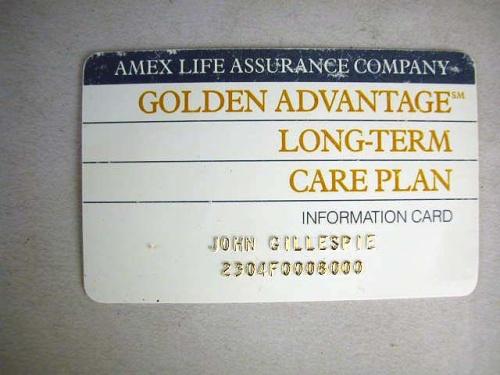 AMEX LIFE ASSURANCE COMPANY
GOLDEN ADVANTAGE℠
LONG-TERM
CARE PLAN
INFORMATION CARD
JOHN GILLESPIE
2304F0008000